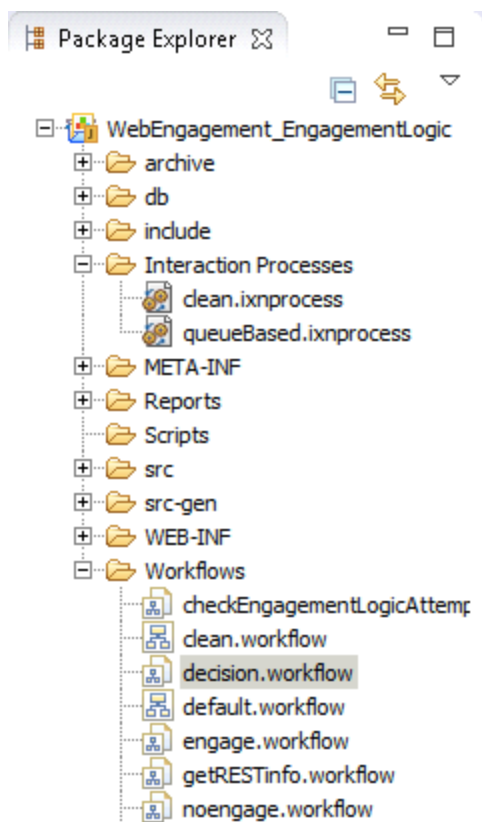 Package Explorer
WebEngagement_EngagementLogic
archive
db
include
Interaction Processes
clean.ixnprocess
queueBased.ixnprocess
META-INF
Reports
Scripts
src
src-gen
WEB-INF
Workflows
checkEngagementLogicAttemp
clean.workflow
decision.workflow
default.workflow
engage.workflow
getRESTinfo.workflow
noengage.workflow